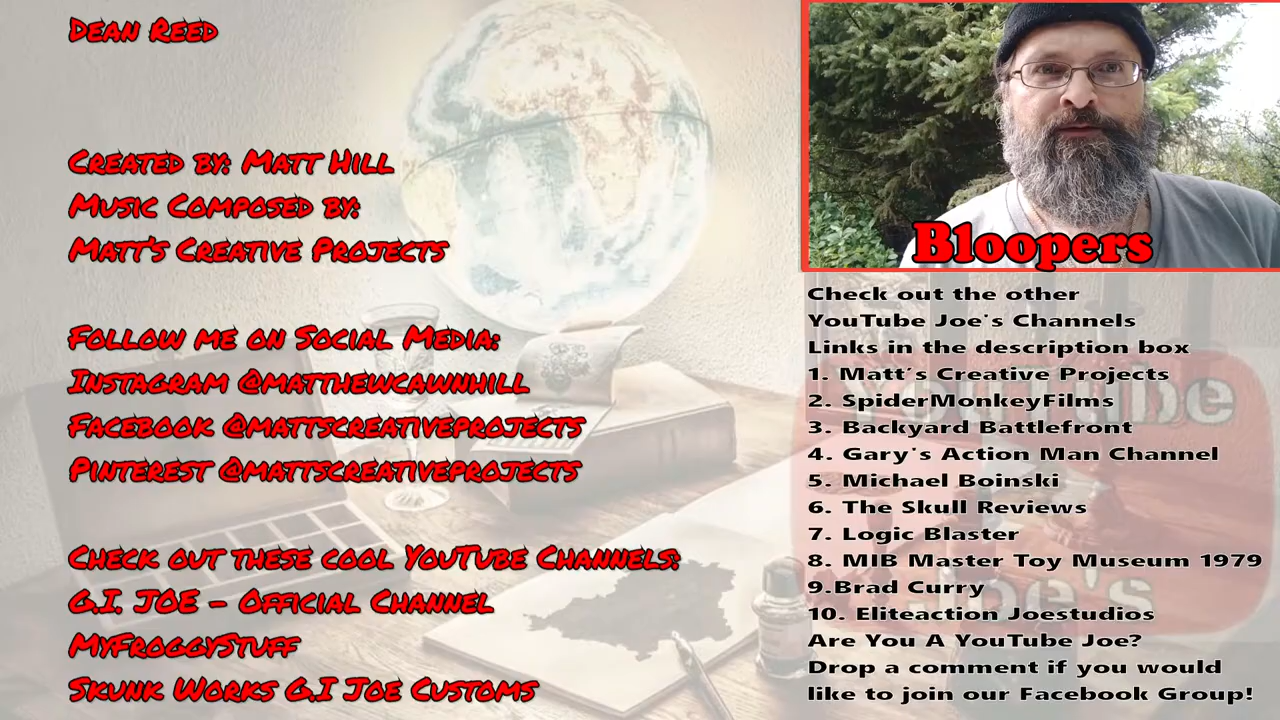 Dean Reed
Created by: Matt Hill
Music Composed by:
Matt's Creative Projects
Follow me on Social Media:
Instagram @matthewcawnhill
Facebook @mattscreativeprojects
Pinterest @mattscreativeprojects
Check out these cool YouTube Channels:
G.I. JOE - Official Channel
MyFroggyStuff
Skunk Works G.I Joe Customs
Bloopers
Check out the other
YouTube Joe's Channels
Links in the description box
1. Matt's Creative Projects
2. SpiderMonkeyFilms
3. Backyard Battlefront
4. Gary's Action Man Channel
5. Michael Boinski
6. The Skull Reviews
7. Logic Blaster
8. MIB Master Toy Museum 1979
9.Brad Curry
10. Eliteaction Joestudios
Are You A YouTube Joe?
Drop a comment if you would
like to join our Facebook Group!
YouTube
Joe's